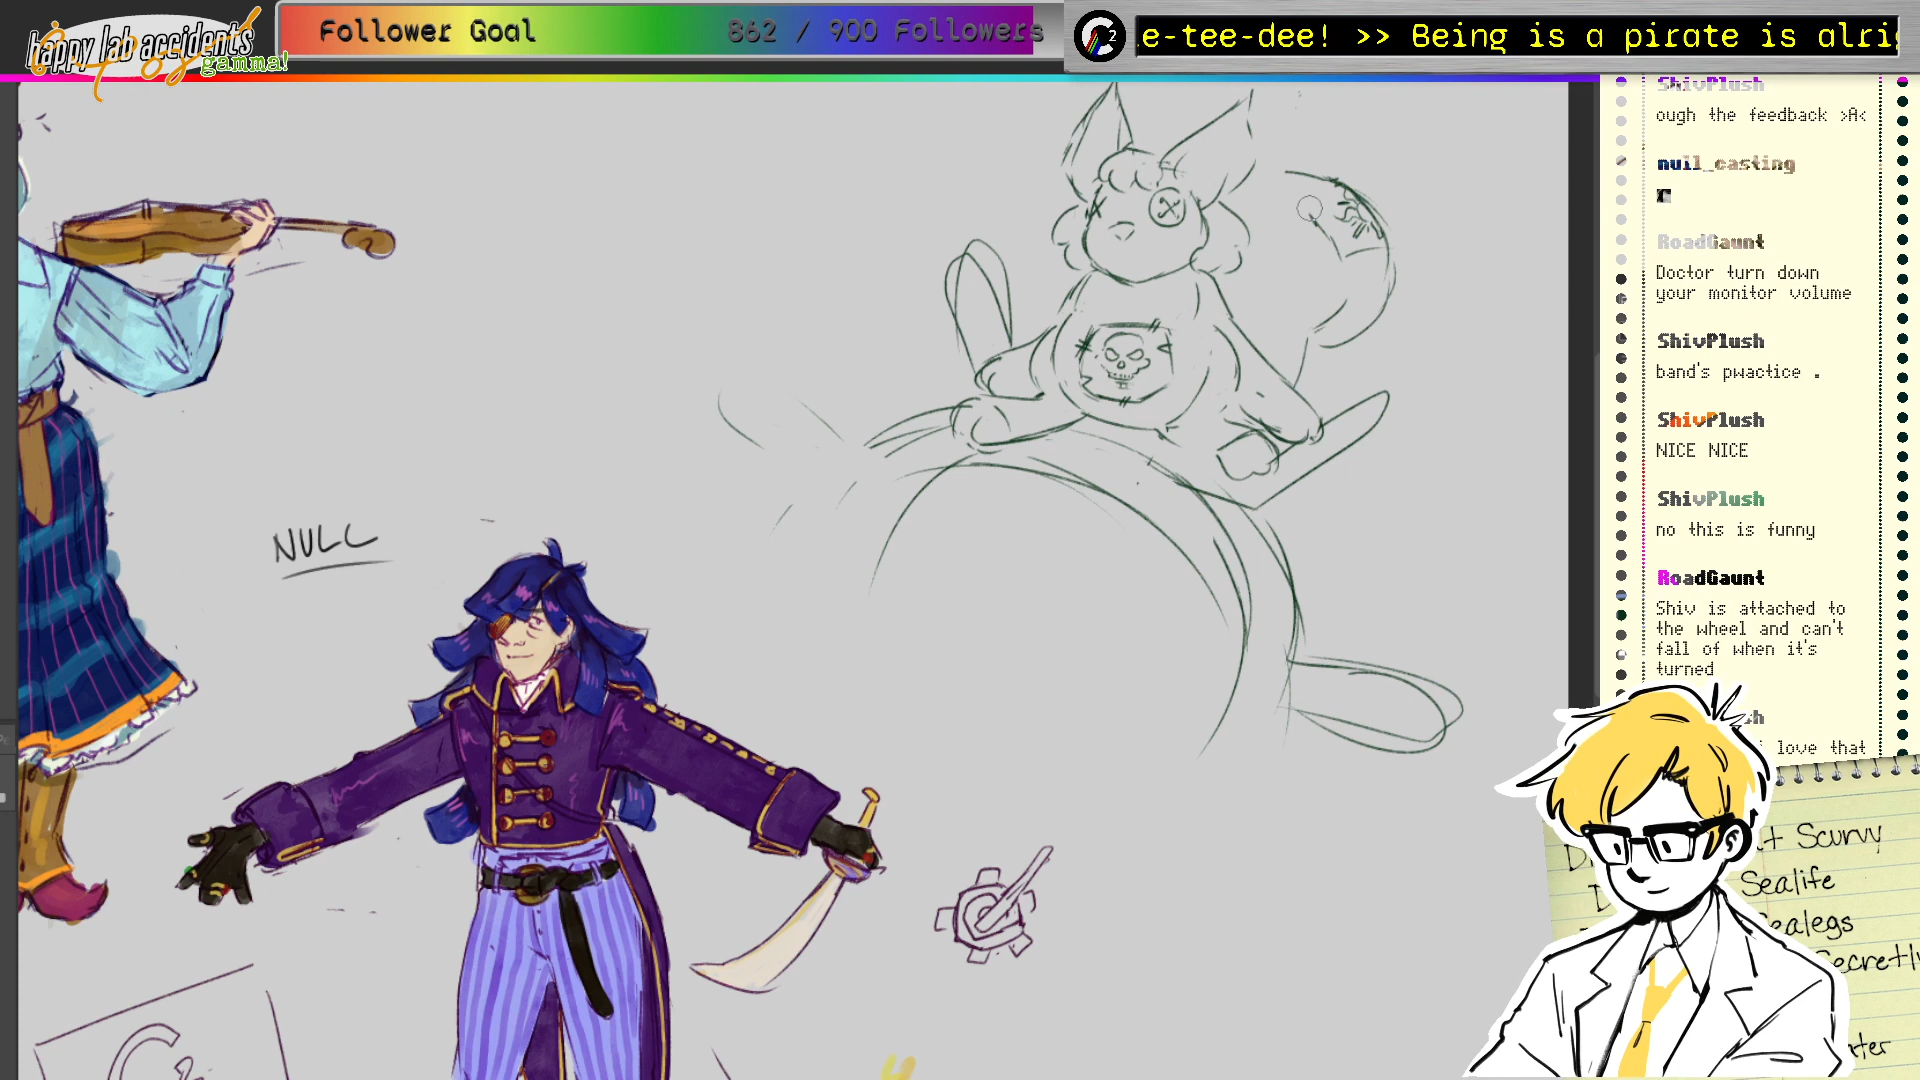 happy lab accidents
gamma!
Follower Goal
862 / 900 Followers
e-tee-dee! >> Being is a pirate is alri
ShivPlush
ough the feedback >A<
null_casting
RoadGaunt
Doctor turn down
your monitor volume
ShivPlush
band's pwactice .
ShivPlush
NICE NICE
ShivPlush
no this is funny
RoadGaunt
Shiv is attached to
the wheel and can't
fall of when it's
turned
love that
NULL
Scurvy
Sealife